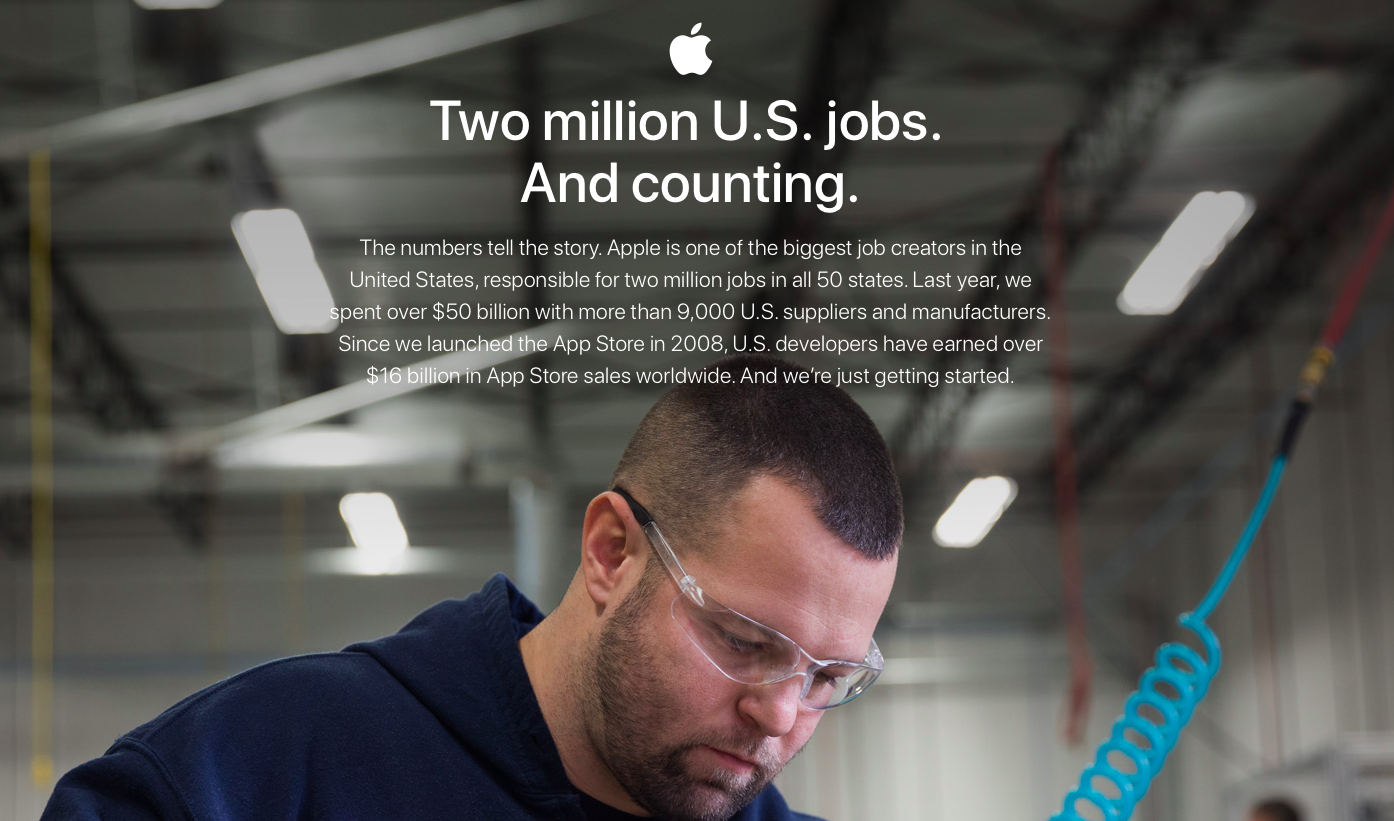 Two million U.S. jobs.
And counting.
The numbers tell the story. Apple is one of the biggest job creators in the
United States, responsible for two million jobs in all 50 states. Last year, we
spent over $50 billion with more than 9,000 U.S. suppliers and manufacturers.
Since we launched the App Store in 2008, U.S. developers have earned over
$16 billion in App Store sales worldwide. And we’re just getting started.